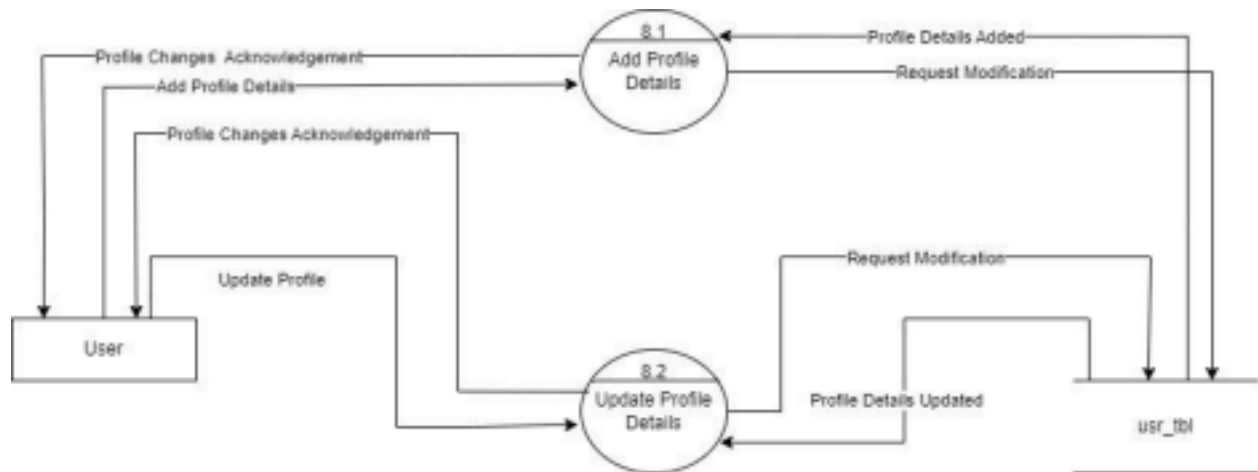 8.1
Add Profile
Details
Profile Changes Acknowledgement
Profile Details Added
Request Modification
Add Profile Details
Profile Changes Acknowledgement
Request Modification
Update Profile
User
8.2
Update Profile
Details
Profile Details Updated
usr_tbl